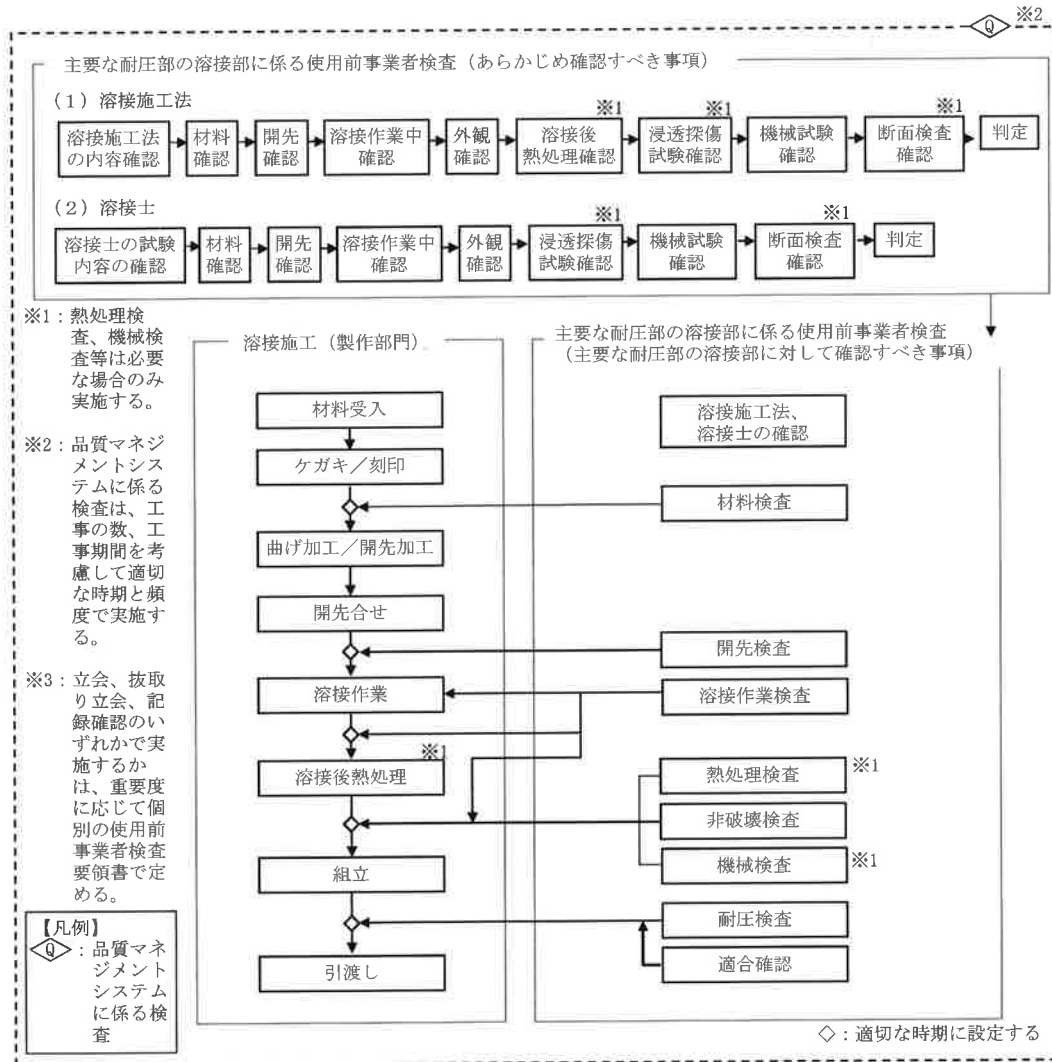 Q ※2
主要な耐圧部の溶接部に係る使用前事業者検査(あらかじめ確認すべき事項)
(1)溶接施工法
溶接施工法
の内容確認
材料
確認
開先
確認
溶接作業中
確認
外観
確認
※1
溶接後
熱処理確認
※1
浸透探傷
試験確認
機械試験
確認
※1
断面検査
確認
判定
(2)溶接士
溶接士の試験
内容の確認
材料
確認
開先
確認
溶接作業中
確認
外観
確認
※1
浸透探傷
試験確認
機械試験
確認
※1
断面検査
確認
判定
※1:熱処理検
査、機械検
査等は必要
な場合のみ
実施する。
※2:品質マネジ
メントシス
テムに係る
検査は、工
事の数、工
事期間を考
慮して適切
な時期と頻
度で実施す
る。
※3:立会、抜取
り立会、記
録確認のい
ずれかで実
施するか
は、重要度
に応じて個
別の使用前
事業者検査
要領書で定
める。
【凡例】
Q:品質マネ
ジメント
システム
に係る検
査
溶接施工(製作部門)
材料受入
ケガキ/刻印
曲げ加工/開先加工
開先合せ
溶接作業
※1
溶接後熱処理
組立
引渡し
主要な耐圧部の溶接部に係る使用前事業者検査
(主要な耐圧部の溶接部に対して確認すべき事項)
溶接施工法、
溶接士の確認
材料検査
開先検査
溶接作業検査
熱処理検査 ※1
非破壊検査
機械検査 ※1
耐圧検査
適合確認
◇:適切な時期に設定する